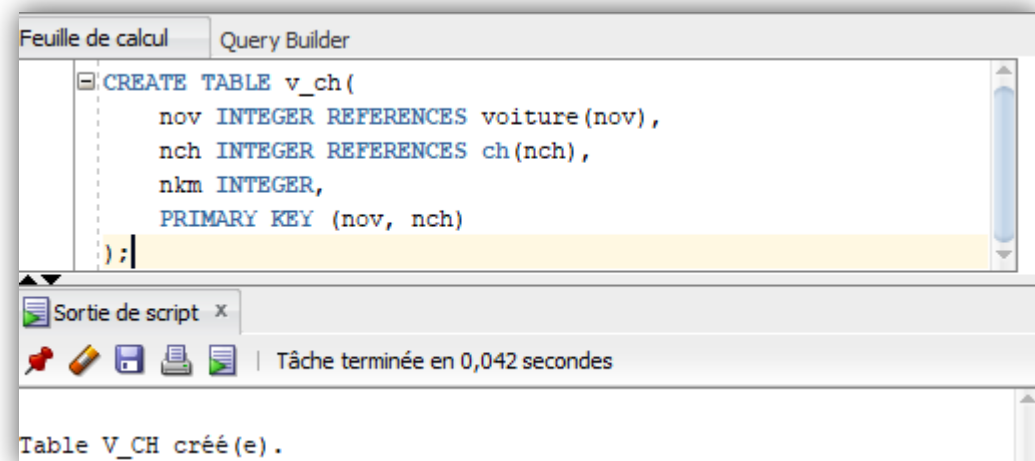 Feuille de calcul Query Builder
CREATE TABLE v_ch(
nov INTEGER REFERENCES voiture(nov),
nch INTEGER REFERENCES ch(nch),
nkm INTEGER,
PRIMARY KEY (nov, nch)
);
Sortie de script x
Tâche terminée en 0,042 secondes
Table V_CH créé(e).